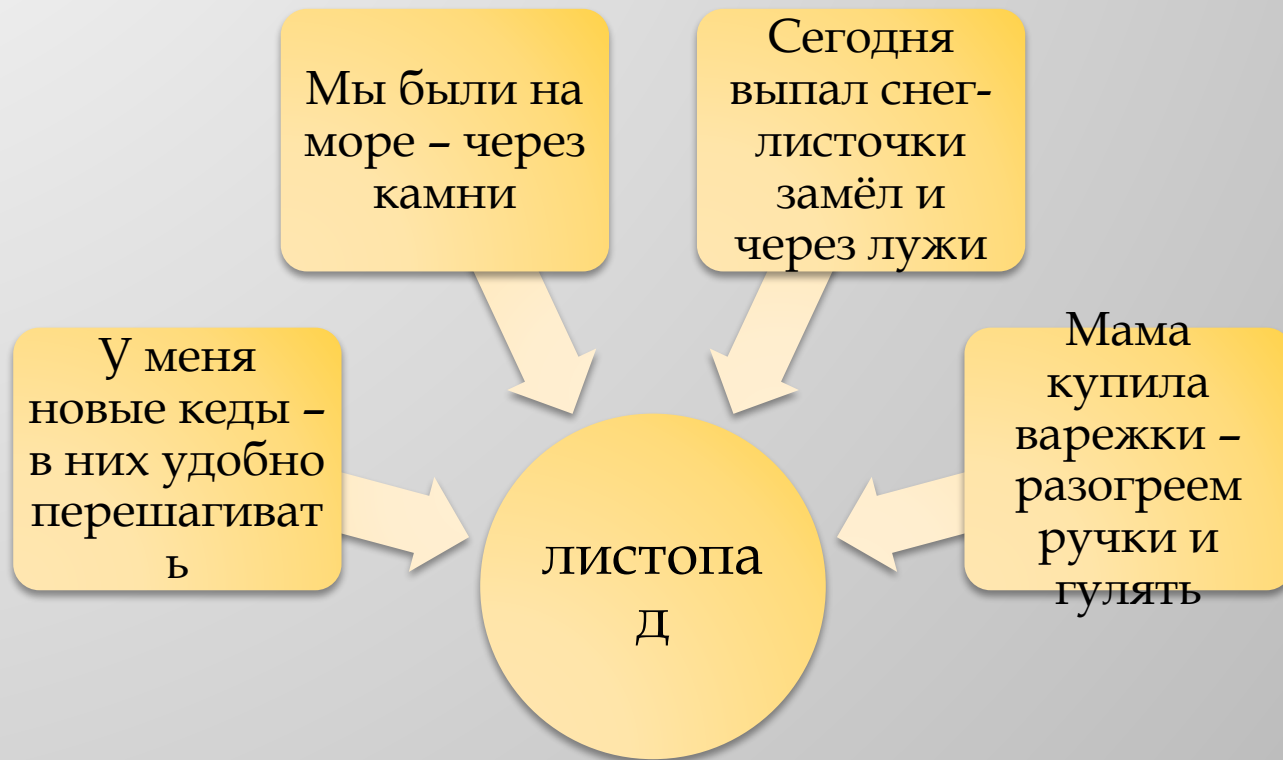 Мы были на
море – через
камни
Сегодня
выпал снег-
листочки
замёл и
через лужи
У меня
новые кеды –
в них удобно
перешагиват
ь
Мама
купила
варежки –
разогреем
ручки и
гулять
листопа
д